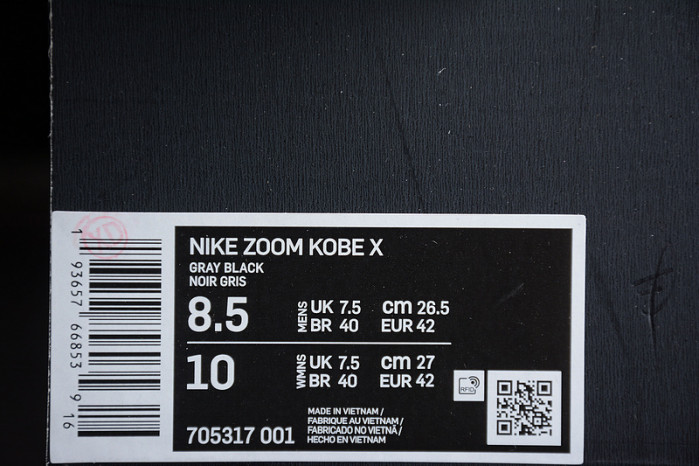 NIKE ZOOM KOBE X
GRAY BLACK
NOIR GRIS
8.5 MENS UK 7.5 cm 26.5
BR 40 EUR 42
10 WMNS UK 7.5 cm 27
BR 40 EUR 42
RFID
705317 001
MADE IN VIETNAM /
FABRIQUE AU VIETNAM /
FABRICADO NO VIETNÃ /
HECHO EN VIETNAM
1 93657 66853 9 16
YD